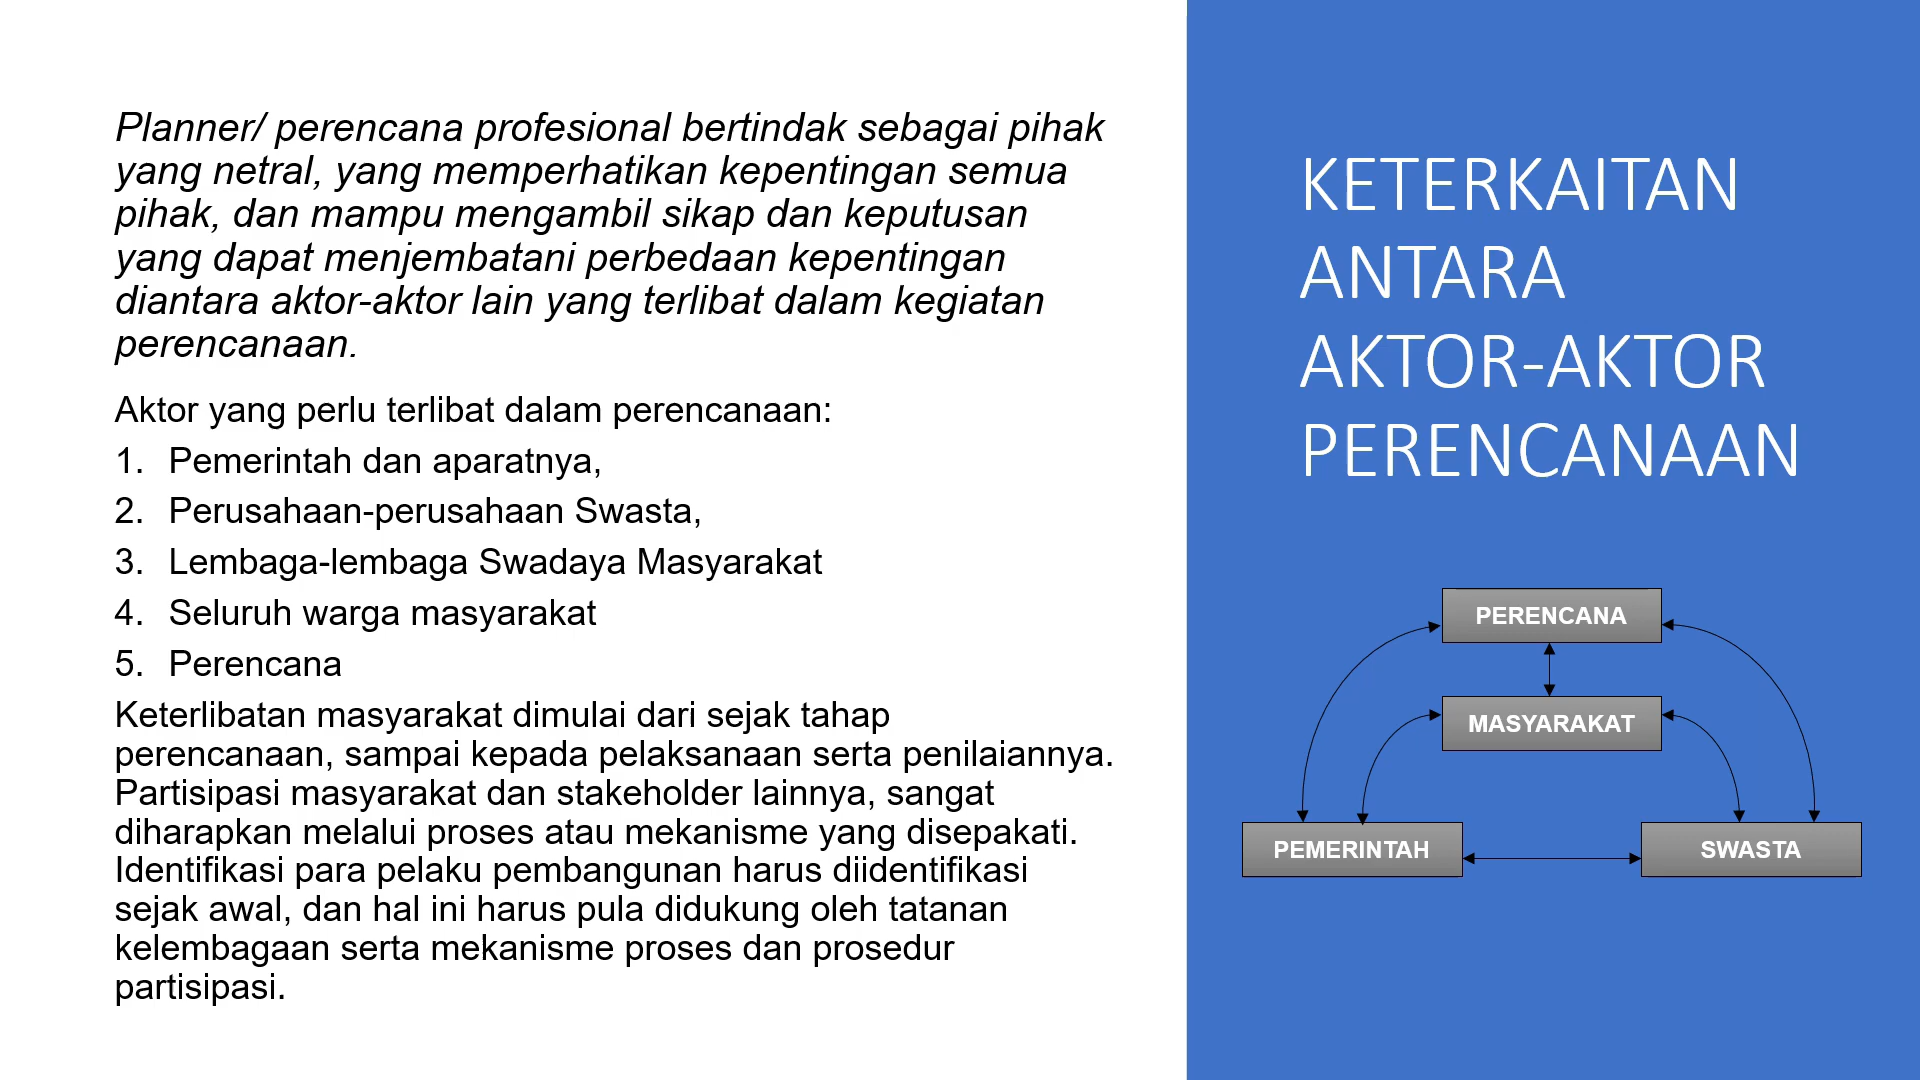 Planner/ perencana profesional bertindak sebagai pihak
yang netral, yang memperhatikan kepentingan semua
pihak, dan mampu mengambil sikap dan keputusan
yang dapat menjembatani perbedaan kepentingan
diantara aktor-aktor lain yang terlibat dalam kegiatan
perencanaan.
Aktor yang perlu terlibat dalam perencanaan:
1. Pemerintah dan aparatnya,
2. Perusahaan-perusahaan Swasta,
3. Lembaga-lembaga Swadaya Masyarakat
4. Seluruh warga masyarakat
5. Perencana
Keterlibatan masyarakat dimulai dari sejak tahap
perencanaan, sampai kepada pelaksanaan serta penilaiannya.
Partisipasi masyarakat dan stakeholder lainnya, sangat
diharapkan melalui proses atau mekanisme yang disepakati.
Identifikasi para pelaku pembangunan harus diidentifikasi
sejak awal, dan hal ini harus pula didukung oleh tatanan
kelembagaan serta mekanisme proses dan prosedur
partisipasi.
KETERKAITAN
ANTARA
AKTOR-AKTOR
PERENCANAAN
PERENCANA
MASYARAKAT
PEMERINTAH
SWASTA